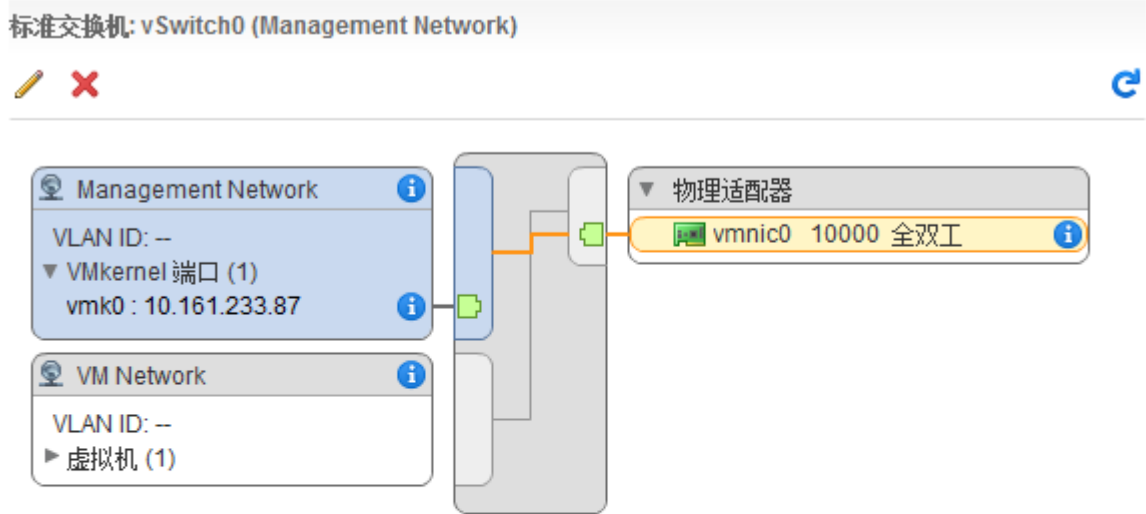 标准交换机: vSwitch0 (Management Network)
Management Network
VLAN ID: --
VMkernel 端口 (1)
vmk0 : 10.161.233.87
VM Network
VLAN ID: --
虚拟机 (1)
物理适配器
vmnic0 10000 全双工